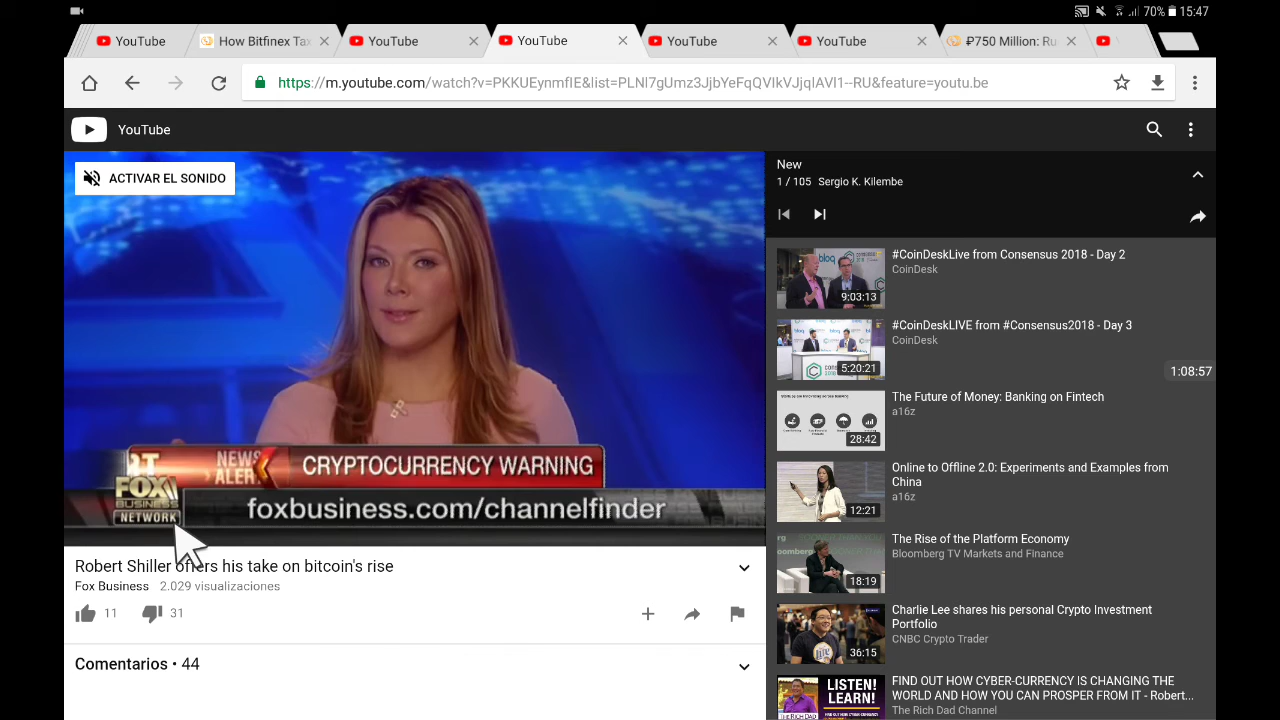 70% 15:47
YouTube
How Bitfinex Tax
YouTube
YouTube
YouTube
YouTube
₽750 Million: Ru
https://m.youtube.com/watch?v=PKKUEynmfIE&list=PLNl7gUmz3JjbYeFqQVlkVJjqlAVl1--RU&feature=youtu.be
YouTube
ACTIVAR EL SONIDO
NEWS
ALERT
CRYPTOCURRENCY WARNING
FOX
BUSINESS
NETWORK
foxbusiness.com/channelfinder
Robert Shiller offers his take on bitcoin's rise
Fox Business 2.029 visualizaciones
11 31
Comentarios • 44
New
1 / 105 Sergio K. Kilembe
#CoinDeskLive from Consensus 2018 - Day 2
CoinDesk
9:03:13
#CoinDeskLIVE from #Consensus2018 - Day 3
CoinDesk
5:20:21
1:08:57
The Future of Money: Banking on Fintech
a16z
28:42
Online to Offline 2.0: Experiments and Examples from
China
a16z
12:21
The Rise of the Platform Economy
Bloomberg TV Markets and Finance
18:19
Charlie Lee shares his personal Crypto Investment
Portfolio
CNBC Crypto Trader
36:15
FIND OUT HOW CYBER-CURRENCY IS CHANGING THE
WORLD AND HOW YOU CAN PROSPER FROM IT - Robert...
The Rich Dad Channel
LISTEN!
LEARN!